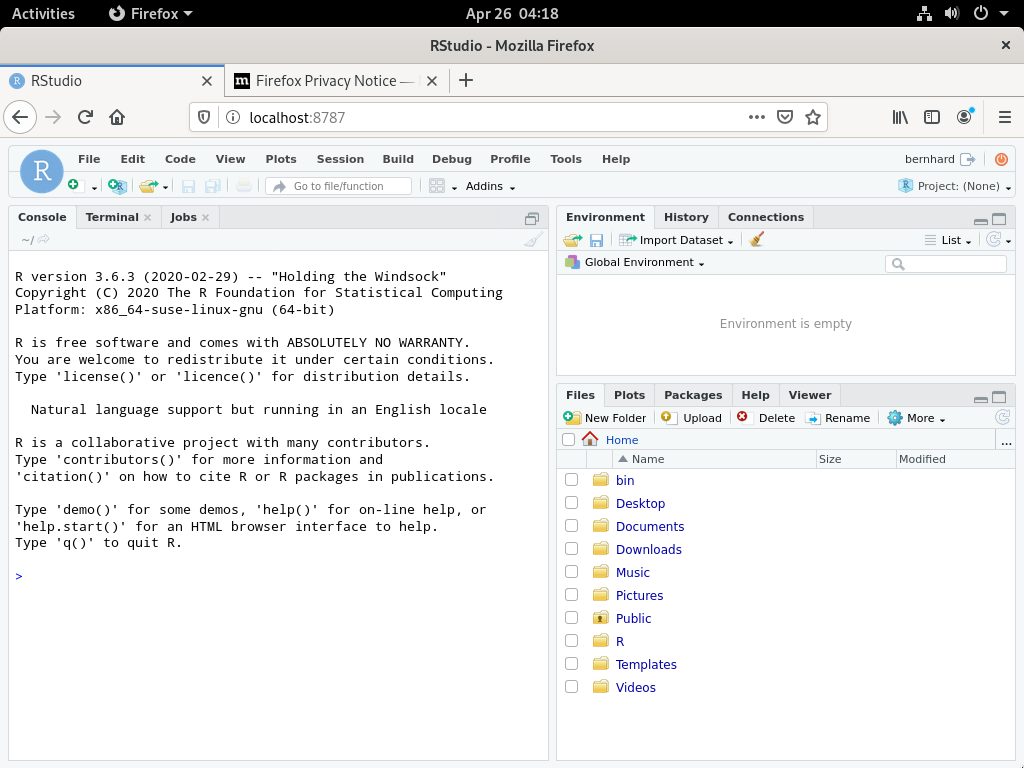 Activities Firefox Apr 26 04:18
RStudio - Mozilla Firefox ×
RStudio × m Firefox Privacy Notice — × +
localhost:8787
R File Edit Code View Plots Session Build Debug Profile Tools Help bernhard
Go to file/function Addins R Project: (None)
Console Terminal × Jobs ×
~/
R version 3.6.3 (2020-02-29) -- "Holding the Windsock"
Copyright (C) 2020 The R Foundation for Statistical Computing
Platform: x86_64-suse-linux-gnu (64-bit)
R is free software and comes with ABSOLUTELY NO WARRANTY.
You are welcome to redistribute it under certain conditions.
Type 'license()' or 'licence()' for distribution details.
Natural language support but running in an English locale
R is a collaborative project with many contributors.
Type 'contributors()' for more information and
'citation()' on how to cite R or R packages in publications.
Type 'demo()' for some demos, 'help()' for on-line help, or
'help.start()' for an HTML browser interface to help.
Type 'q()' to quit R.
>
Environment History Connections
Import Dataset List
Global Environment
Environment is empty
Files Plots Packages Help Viewer
New Folder Upload Delete Rename More
Home ...
Name Size Modified
bin
Desktop
Documents
Downloads
Music
Pictures
Public
R
Templates
Videos